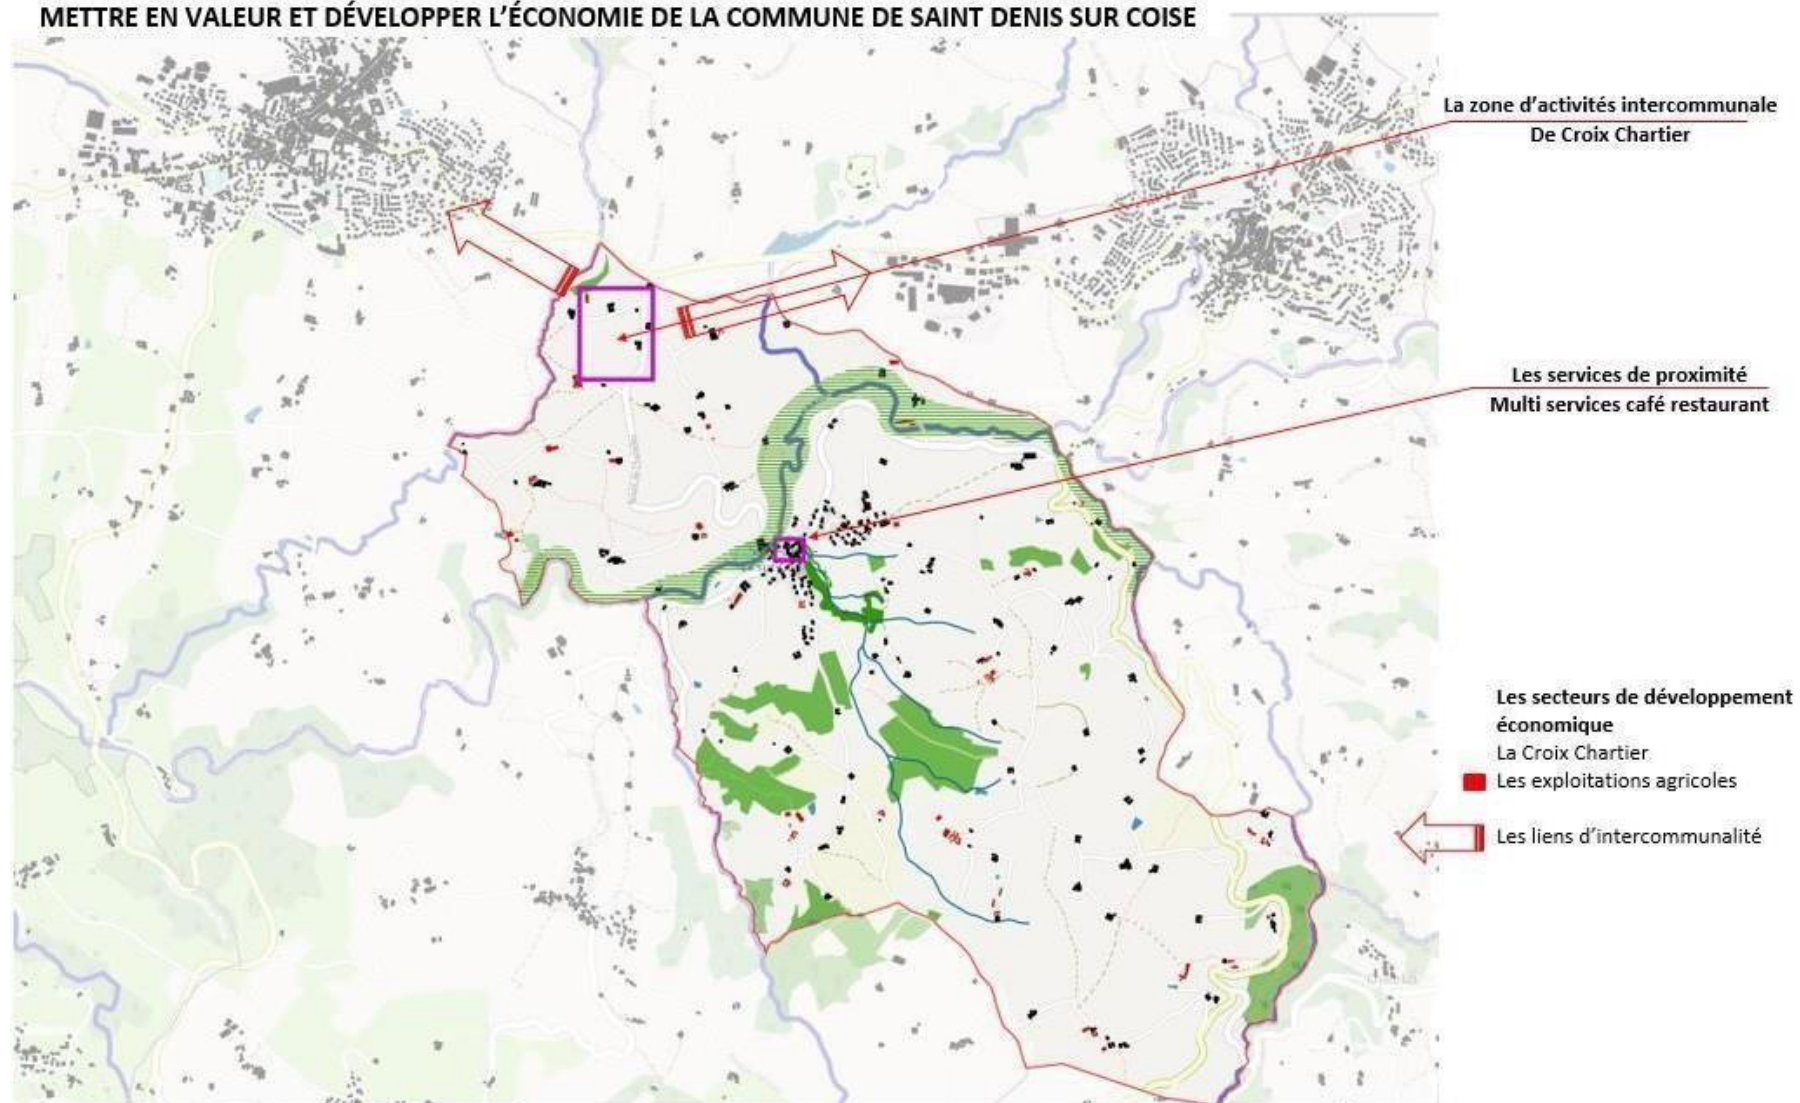 METTRE EN VALEUR ET DÉVELOPPER L'ÉCONOMIE DE LA COMMUNE DE SAINT DENIS SUR COISE
La zone d'activités intercommunale
De Croix Chartier
Les services de proximité
Multi services café restaurant
Les secteurs de développement
économique
La Croix Chartier
Les exploitations agricoles
Les liens d'intercommunalité